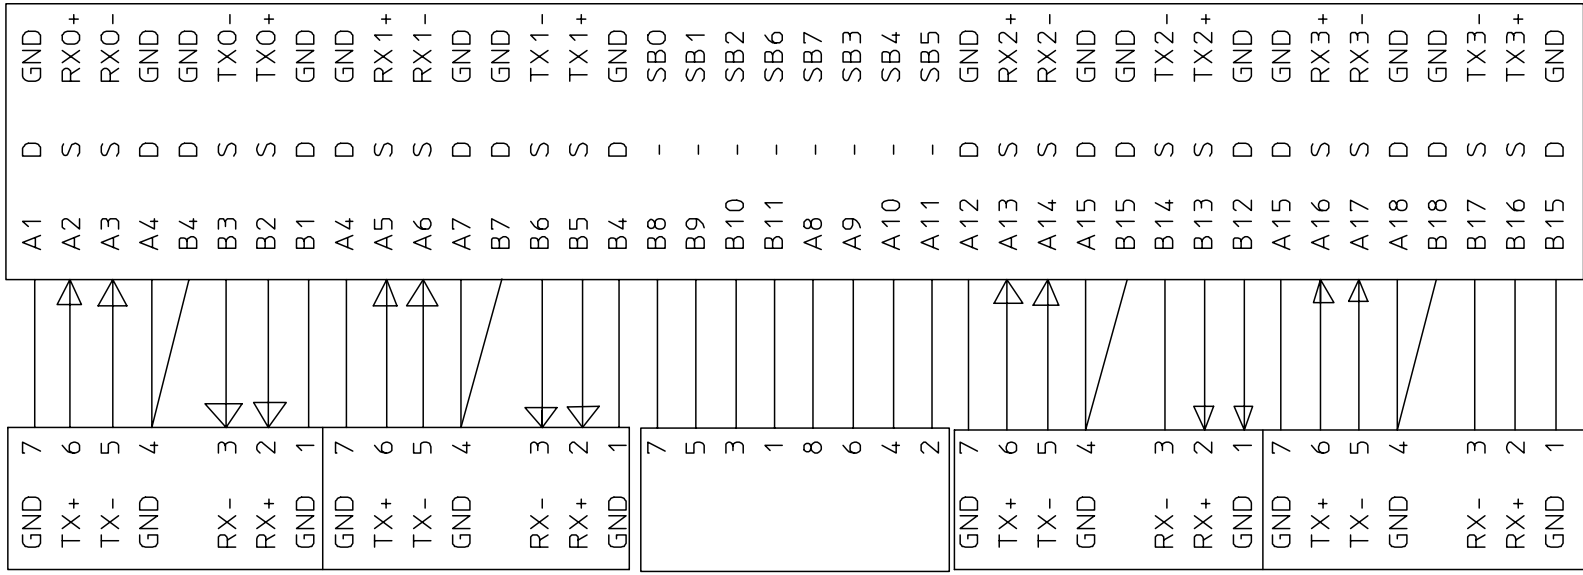 GND RX0+ RX0- GND GND TX0- TX0+ GND GND RX1+ RX1- GND GND TX1- TX1+ GND SB0 SB1 SB2 SB6 SB7 SB3 SB4 SB5 GND RX2+ RX2- GND GND TX2- TX2+ GND GND RX3+ RX3- GND GND TX3- TX3+ GND
D S S D D S S D D S S D D S S D - - - - - - - - D S S D D S S D D S S D D S S D
A1 A2 A3 A4 B4 B3 B2 B1 A4 A5 A6 A7 B7 B6 B5 B4 B8 B9 B10 B11 A8 A9 A10 A11 A12 A13 A14 A15 B15 B14 B13 B12 A15 A16 A17 A18 B18 B17 B16 B15
7 6 5 4 3 2 1 7 6 5 4 3 2 1 7 5 3 1 8 6 4 2 7 6 5 4 3 2 1 7 6 5 4 3 2 1
GND TX+ TX- GND RX- RX+ GND GND TX+ TX- GND RX- RX+ GND GND TX+ TX- GND RX- RX+ GND GND TX+ TX- GND RX- RX+ GND